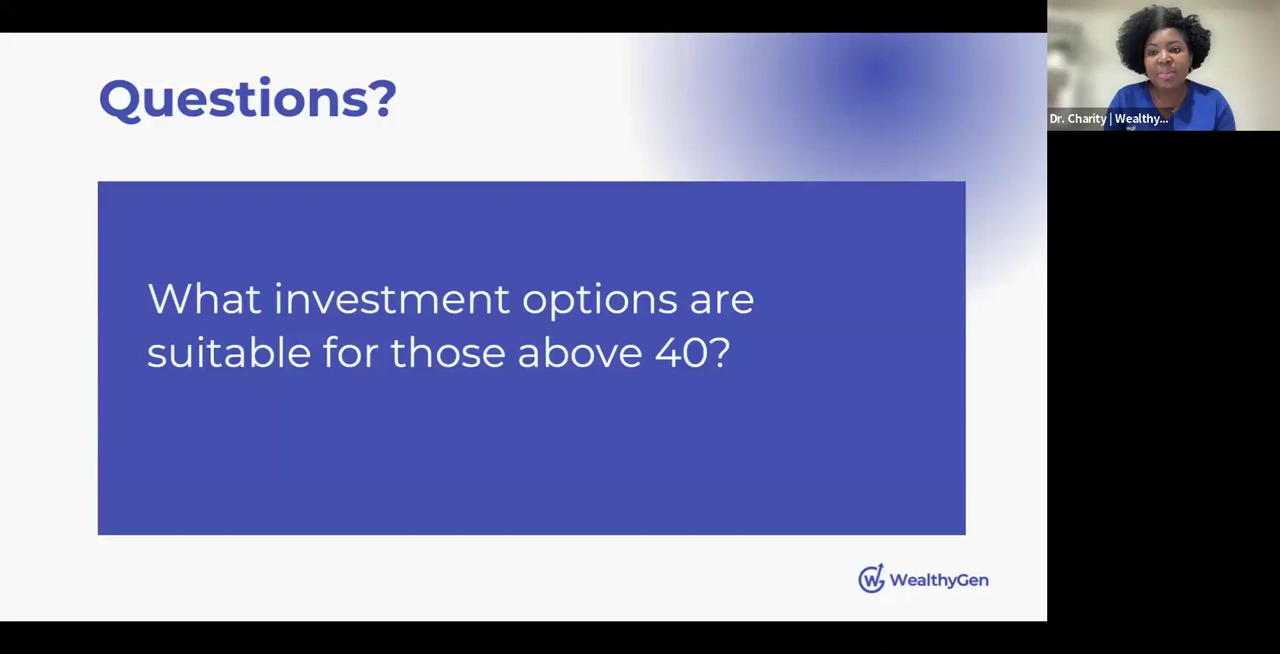 Questions?
What investment options are
suitable for those above 40?
WealthyGen
Dr. Charity | Wealthy...